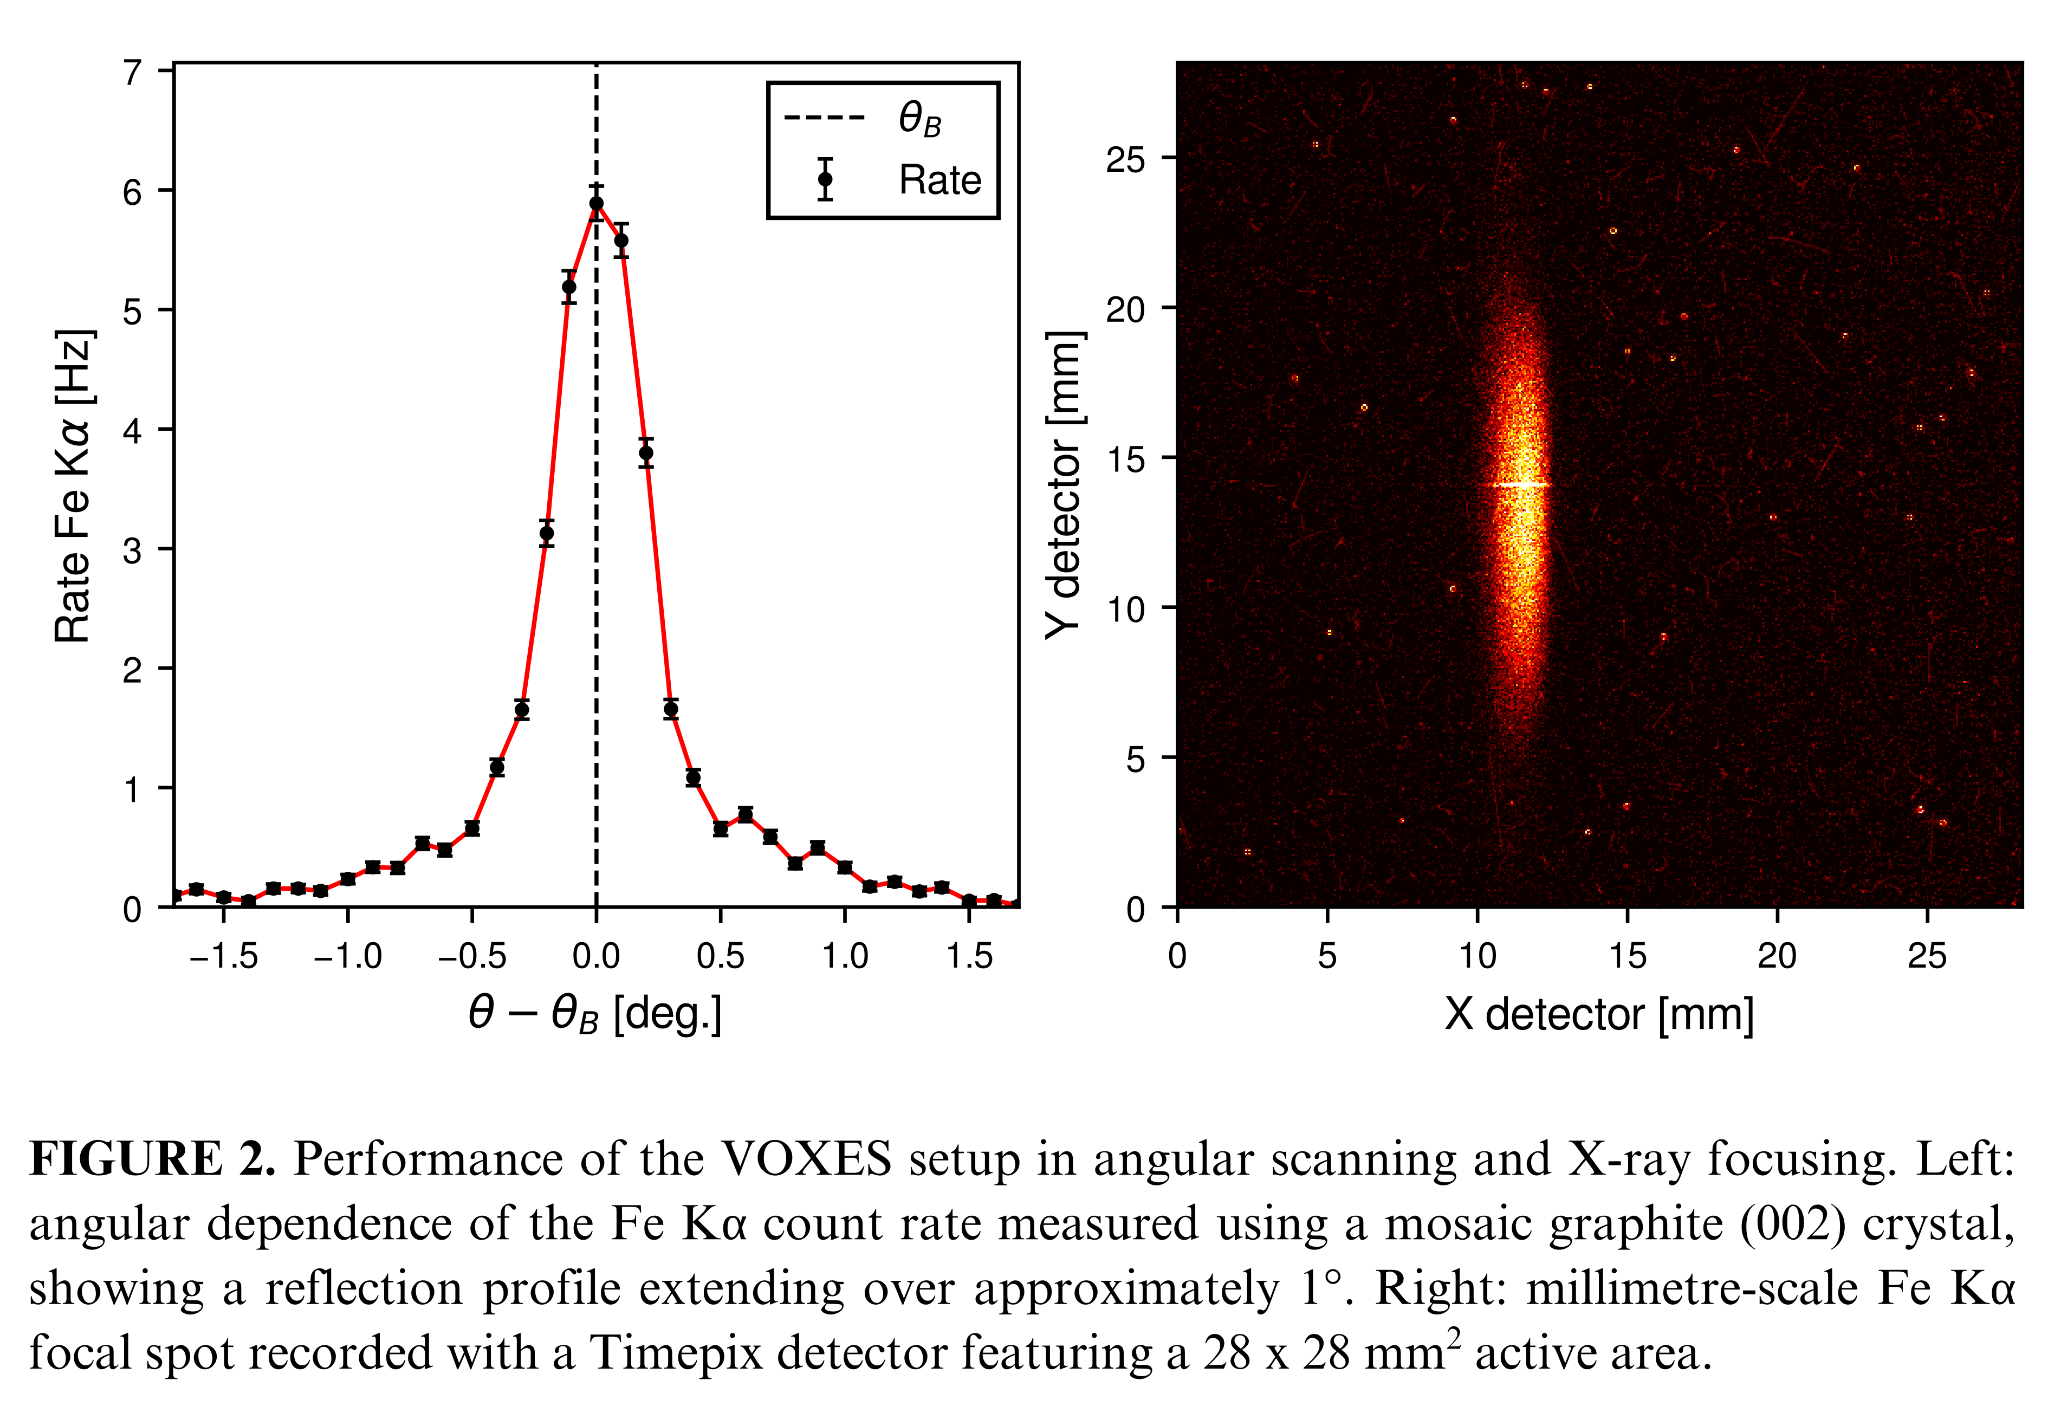 7
6
5
4
3
2
1
0
Rate Fe Kα [Hz]
−1.5
−1.0
−0.5
0.0
0.5
1.0
1.5
θ − θB [deg.]
θB
Rate
25
20
15
10
5
0
Y detector [mm]
0
5
10
15
20
25
X detector [mm]
FIGURE 2. Performance of the VOXES setup in angular scanning and X-ray focusing. Left:
angular dependence of the Fe Kα count rate measured using a mosaic graphite (002) crystal,
showing a reflection profile extending over approximately 1°. Right: millimetre-scale Fe Kα
focal spot recorded with a Timepix detector featuring a 28 x 28 mm² active area.